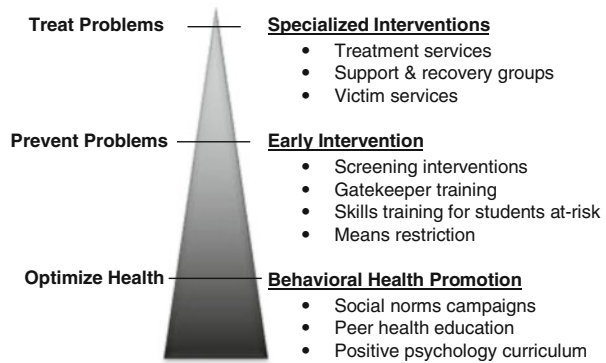 Treat Problems
Specialized Interventions
• Treatment services
• Support & recovery groups
• Victim services
Prevent Problems
Early Intervention
• Screening interventions
• Gatekeeper training
• Skills training for students at-risk
• Means restriction
Optimize Health
Behavioral Health Promotion
• Social norms campaigns
• Peer health education
• Positive psychology curriculum